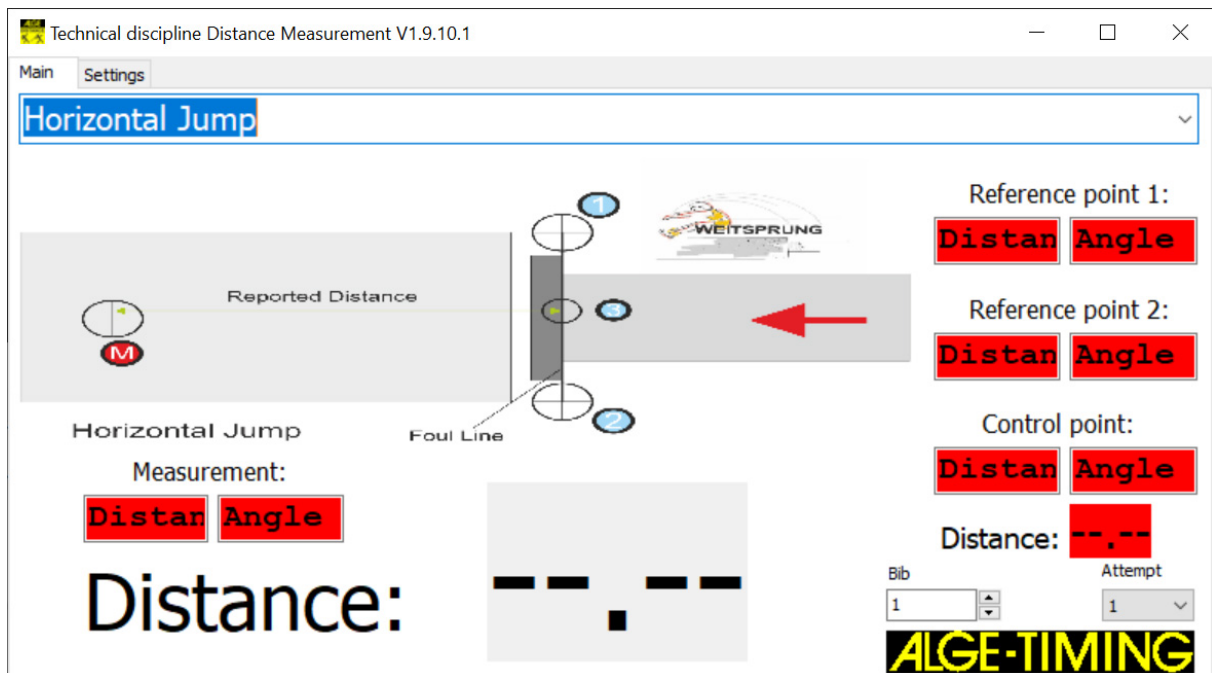 Technical discipline Distance Measurement V1.9.10.1
Main Settings
Horizontal Jump
1
WEITSPRUNG
Reported Distance
3
M
2
Horizontal Jump
Foul Line
Reference point 1:
Distan Angle
Reference point 2:
Distan Angle
Control point:
Distan Angle
Distance: --.--
Measurement:
Distan Angle
Distance: --.--
Bib
1
Attempt
1
ALGE-TIMING